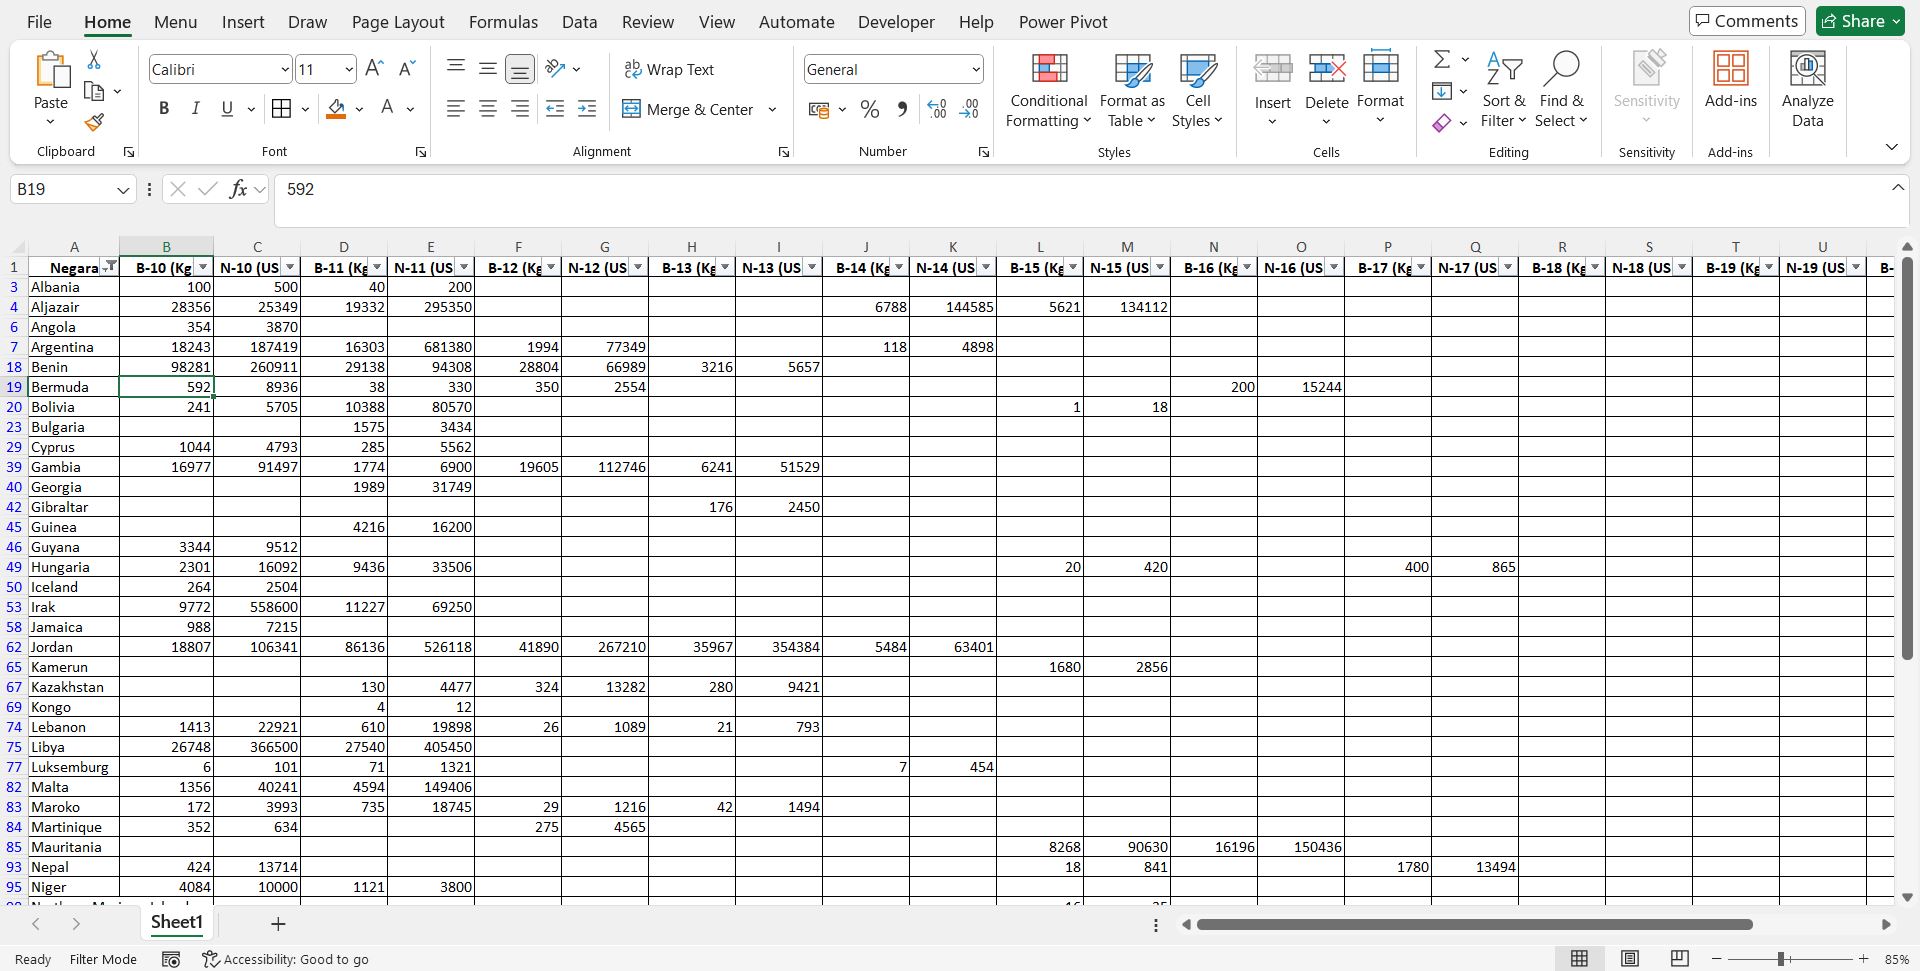 File Home Menu Insert Draw Page Layout Formulas Data Review View Automate Developer Help Power Pivot Comments Share
Calibri 11 Wrap Text General
Paste Merge & Center Conditional Formatting Format as Table Cell Styles Insert Delete Format Sort & Filter Find & Select Sensitivity Add-ins Analyze Data
Clipboard Font Alignment Number Styles Cells Editing Sensitivity Add-ins
B19 fx 592
A B C D E F G H I J K L M N O P Q R S T U
1 Negara B-10 (Kg N-10 (US B-11 (Kg N-11 (US B-12 (Kg N-12 (US B-13 (Kg N-13 (US B-14 (Kg N-14 (US B-15 (Kg N-15 (US B-16 (Kg N-16 (US B-17 (Kg N-17 (US B-18 (Kg N-18 (US B-19 (Kg N-19 (US B-
3 Albania 100 500 40 200
4 Aljazair 28356 25349 19332 295350 6788 144585 5621 134112
6 Angola 354 3870
7 Argentina 18243 187419 16303 681380 1994 77349 118 4898
18 Benin 98281 260911 29138 94308 28804 66989 3216 5657
19 Bermuda 592 8936 38 330 350 2554 200 15244
20 Bolivia 241 5705 10388 80570 1 18
23 Bulgaria 1575 3434
29 Cyprus 1044 4793 285 5562
39 Gambia 16977 91497 1774 6900 19605 112746 6241 51529
40 Georgia 1989 31749
42 Gibraltar 176 2450
45 Guinea 4216 16200
46 Guyana 3344 9512
49 Hungaria 2301 16092 9436 33506 20 420 400 865
50 Iceland 264 2504
53 Irak 9772 558600 11227 69250
58 Jamaica 988 7215
62 Jordan 18807 106341 86136 526118 41890 267210 35967 354384 5484 63401
65 Kamerun 1680 2856
67 Kazakhstan 130 4477 324 13282 280 9421
69 Kongo 4 12
74 Lebanon 1413 22921 610 19898 26 1089 21 793
75 Libya 26748 366500 27540 405450
77 Luksemburg 6 101 71 1321 7 454
82 Malta 1356 40241 4594 149406
83 Maroko 172 3993 735 18745 29 1216 42 1494
84 Martinique 352 634 275 4565
85 Mauritania 8268 90630 16196 150436
93 Nepal 424 13714 18 841 1780 13494
95 Niger 4084 10000 1121 3800
Sheet1
Ready Filter Mode Accessibility: Good to go 85%